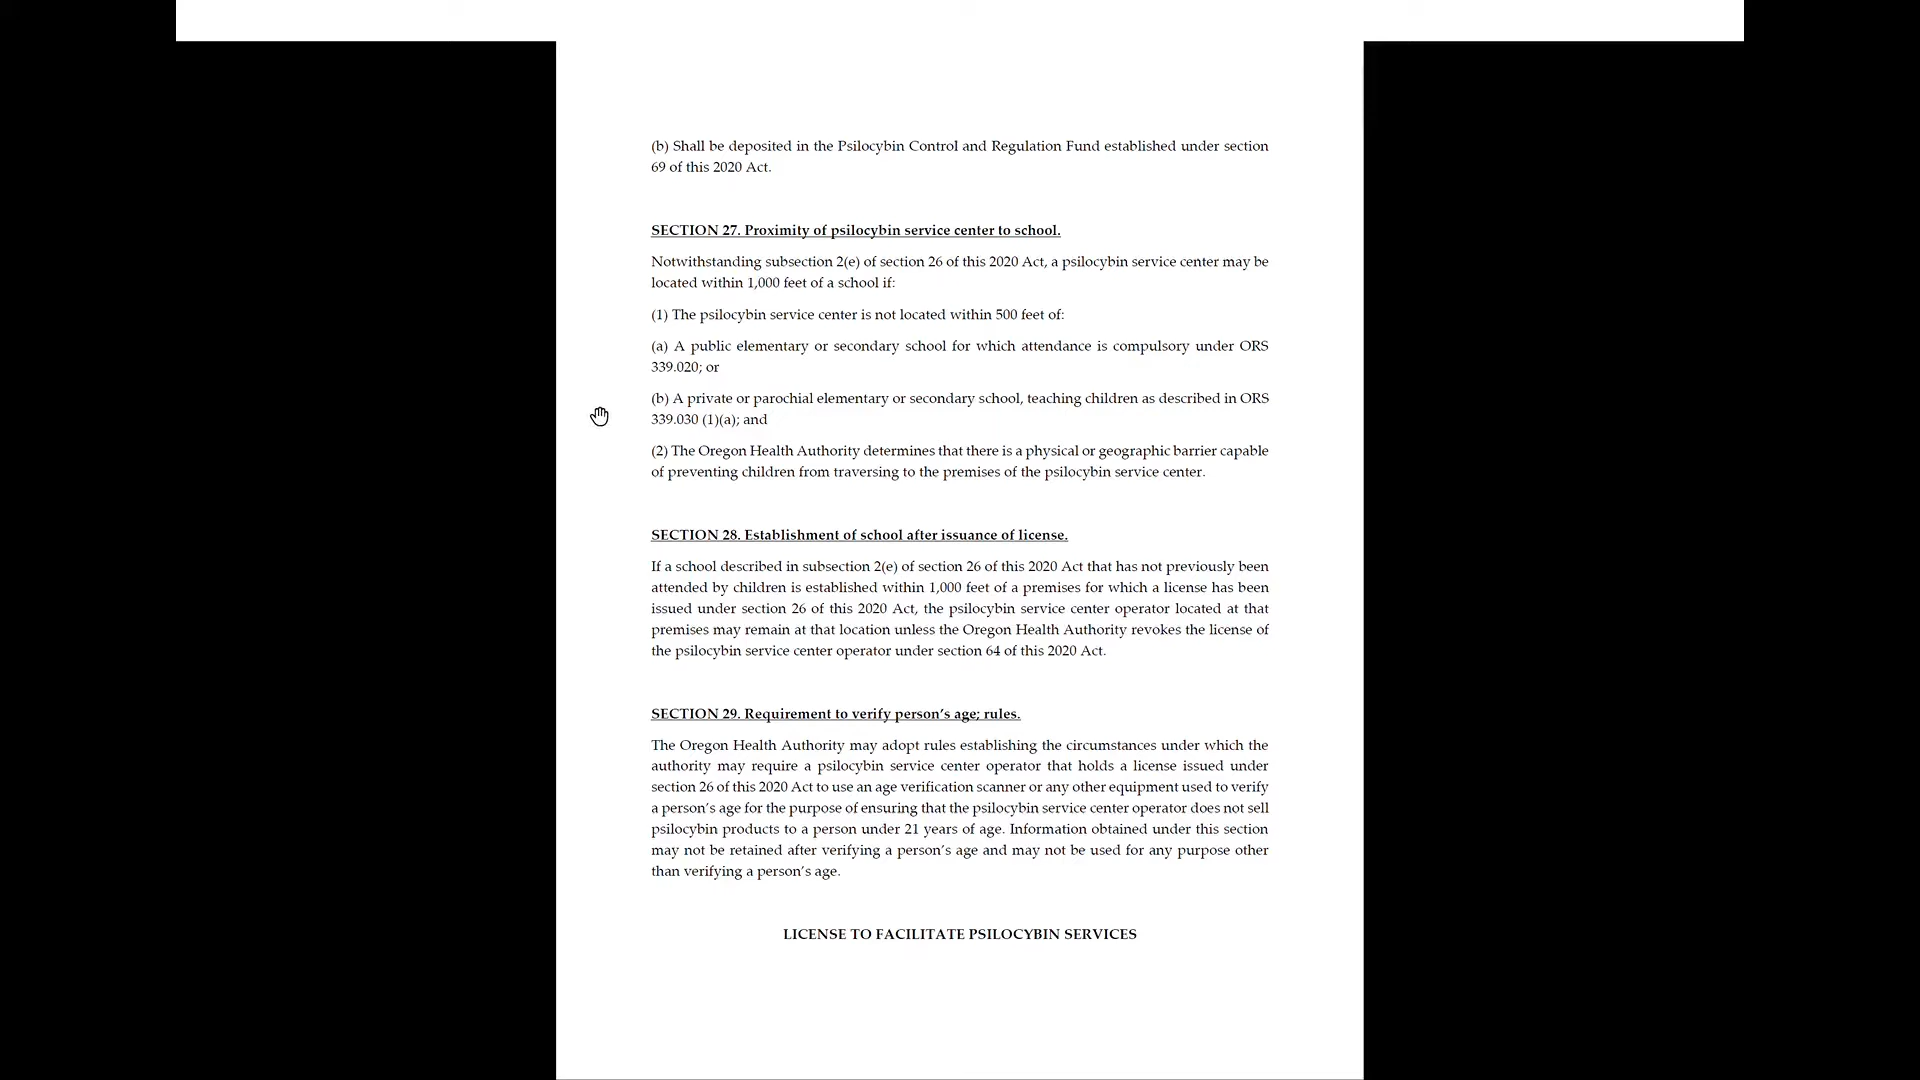 (b) Shall be deposited in the Psilocybin Control and Regulation Fund established under section
69 of this 2020 Act.
SECTION 27. Proximity of psilocybin service center to school.
Notwithstanding subsection 2(e) of section 26 of this 2020 Act, a psilocybin service center may be
located within 1,000 feet of a school if:
(1) The psilocybin service center is not located within 500 feet of:
(a) A public elementary or secondary school for which attendance is compulsory under ORS
339.020; or
(b) A private or parochial elementary or secondary school, teaching children as described in ORS
339.030 (1)(a); and
(2) The Oregon Health Authority determines that there is a physical or geographic barrier capable
of preventing children from traversing to the premises of the psilocybin service center.
SECTION 28. Establishment of school after issuance of license.
If a school described in subsection 2(e) of section 26 of this 2020 Act that has not previously been
attended by children is established within 1,000 feet of a premises for which a license has been
issued under section 26 of this 2020 Act, the psilocybin service center operator located at that
premises may remain at that location unless the Oregon Health Authority revokes the license of
the psilocybin service center operator under section 64 of this 2020 Act.
SECTION 29. Requirement to verify person's age; rules.
The Oregon Health Authority may adopt rules establishing the circumstances under which the
authority may require a psilocybin service center operator that holds a license issued under
section 26 of this 2020 Act to use an age verification scanner or any other equipment used to verify
a person's age for the purpose of ensuring that the psilocybin service center operator does not sell
psilocybin products to a person under 21 years of age. Information obtained under this section
may not be retained after verifying a person's age and may not be used for any purpose other
than verifying a person's age.
LICENSE TO FACILITATE PSILOCYBIN SERVICES